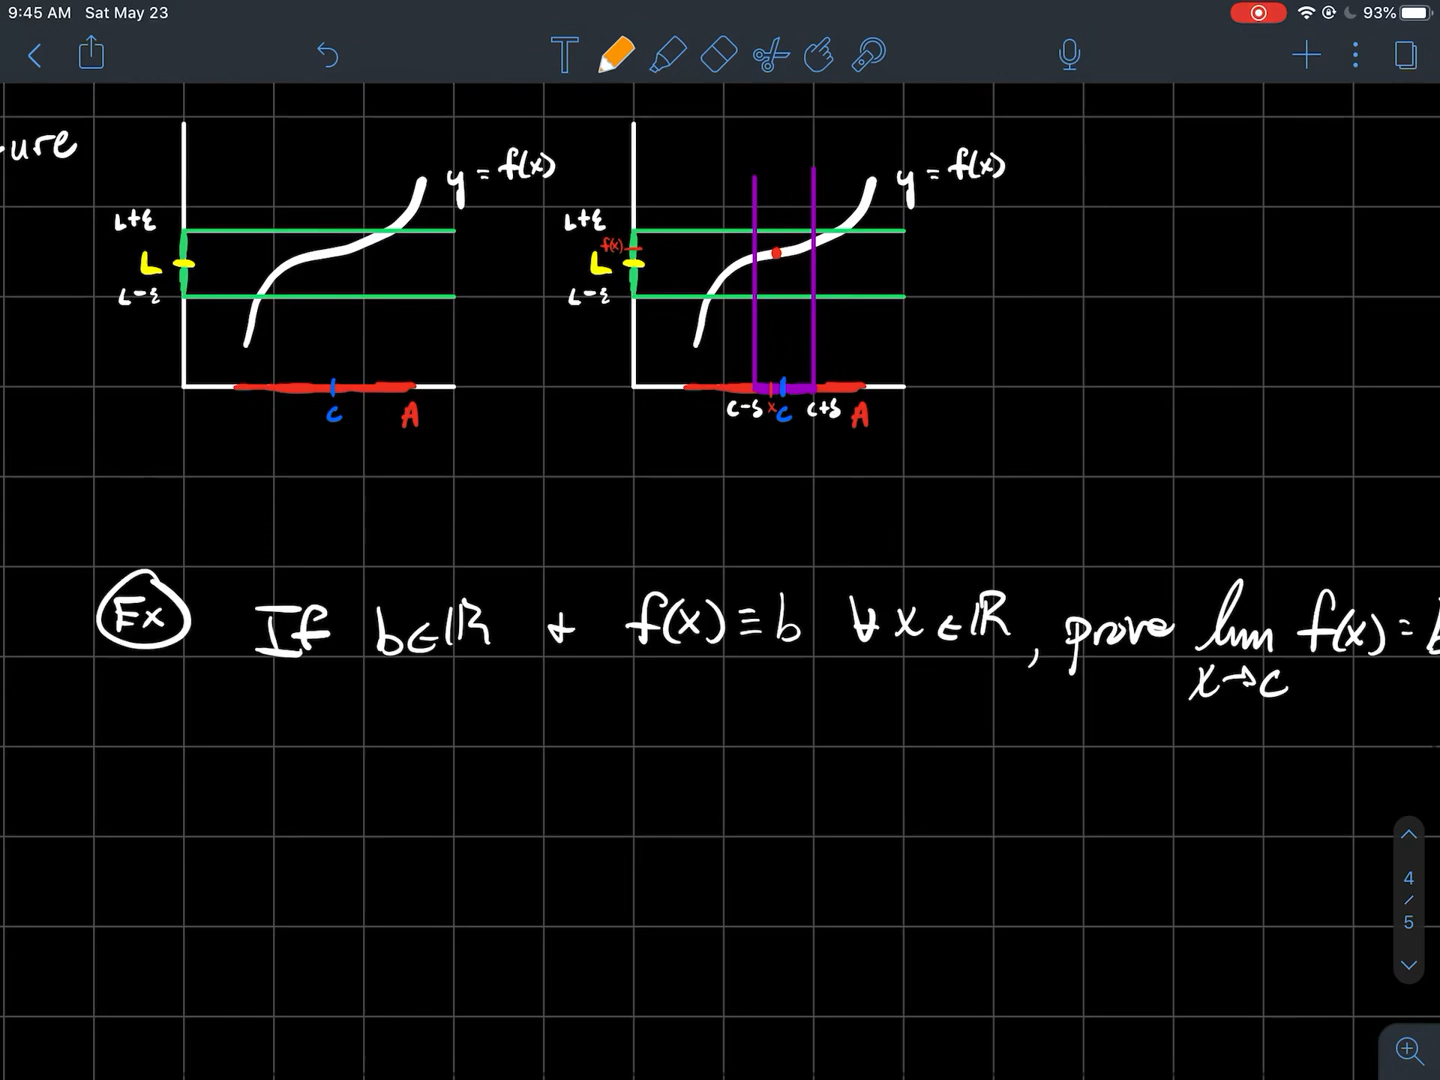 9:45 AM Sat May 23
93%
ure
y = f(x)
y = f(x)
L+ε
L+ε
f(x)
L
L
L-ε
L-ε
c
A
c-δ
x
c
c+δ
A
Ex If b∈ℝ + f(x)≡b ∀x∈ℝ, prove lim f(x)=b
x→c
4
/
5